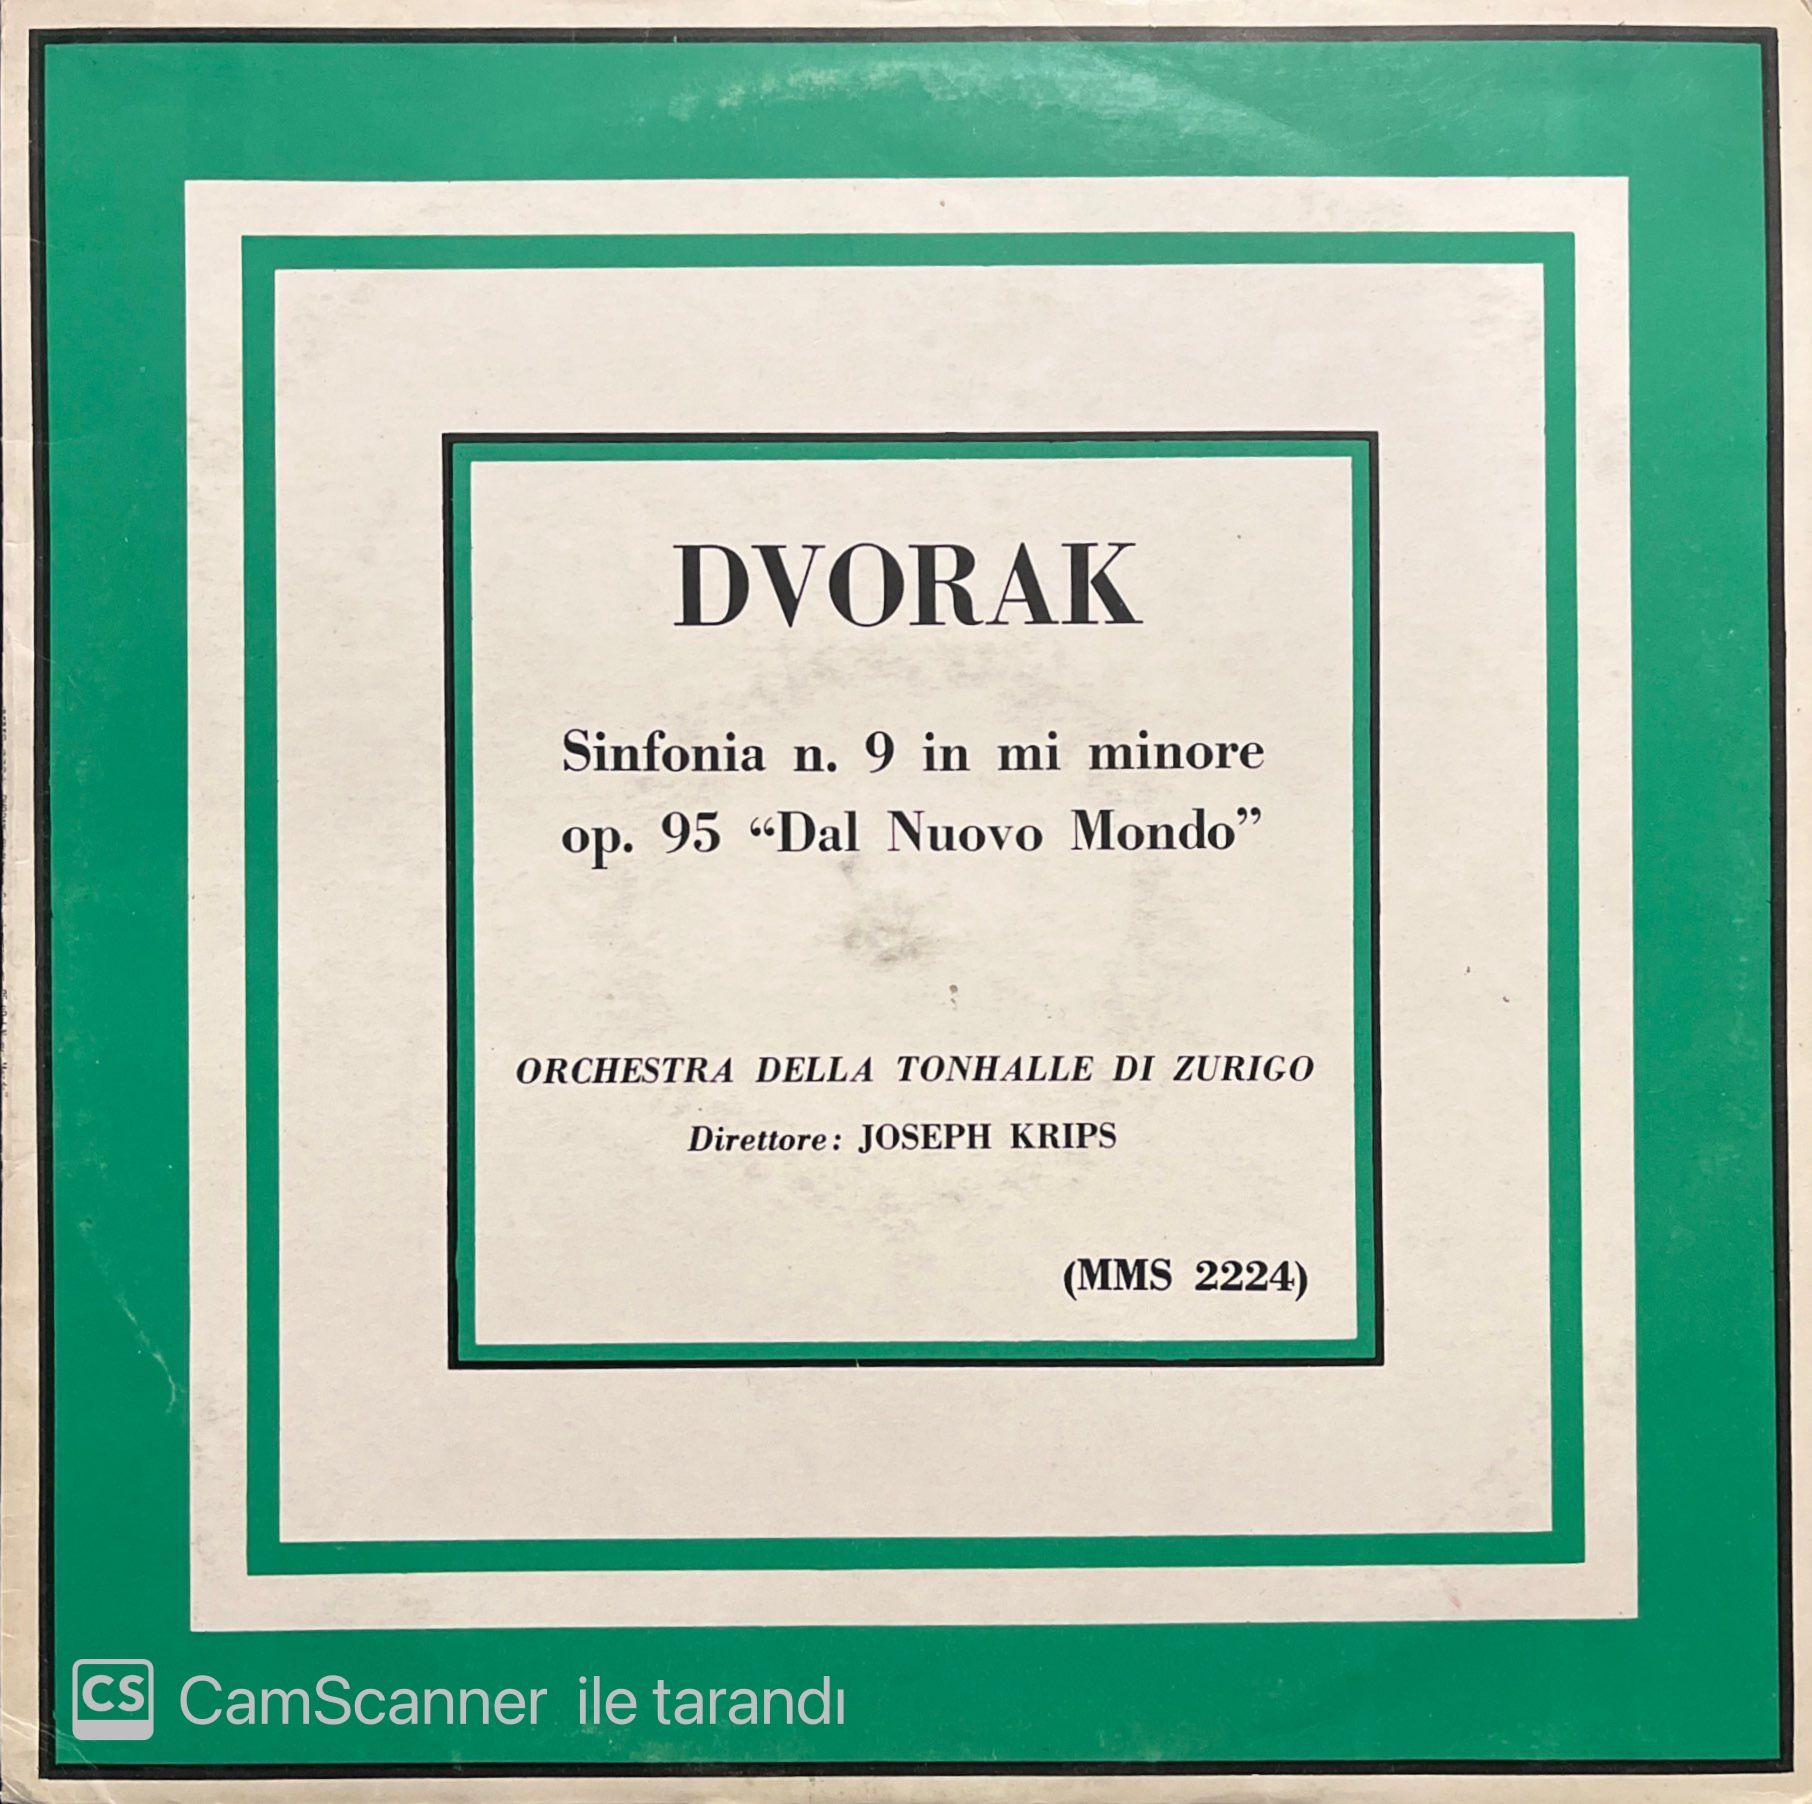 DVORAK
Sinfonia n. 9 in mi minore
op. 95 “Dal Nuovo Mondo”
ORCHESTRA DELLA TONHALLE DI ZURIGO
Direttore: JOSEPH KRIPS
(MMS 2224)
CS CamScanner ile tarandı